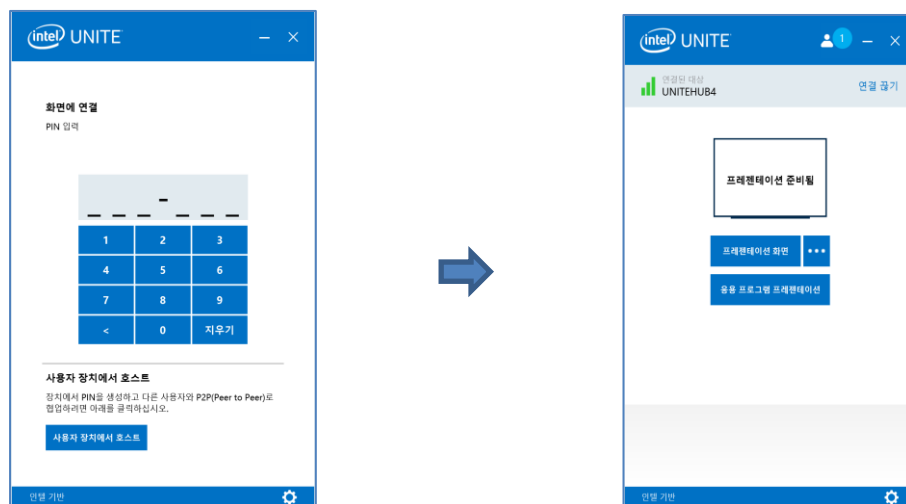 intel UNITE
화면에 연결
PIN 입력
_ _ _ - _ _ _
1 2 3
4 5 6
7 8 9
< 0 지우기
사용자 장치에서 호스트
장치에서 PIN을 생성하고 다른 사용자와 P2P(Peer to Peer)로
협업하려면 아래를 클릭하십시오.
사용자 장치에서 호스트
인텔 기반
intel UNITE 1
연결된 대상
UNITEHUB4
연결 끊기
프레젠테이션 준비됨
프레젠테이션 화면 •••
응용 프로그램 프레젠테이션
인텔 기반